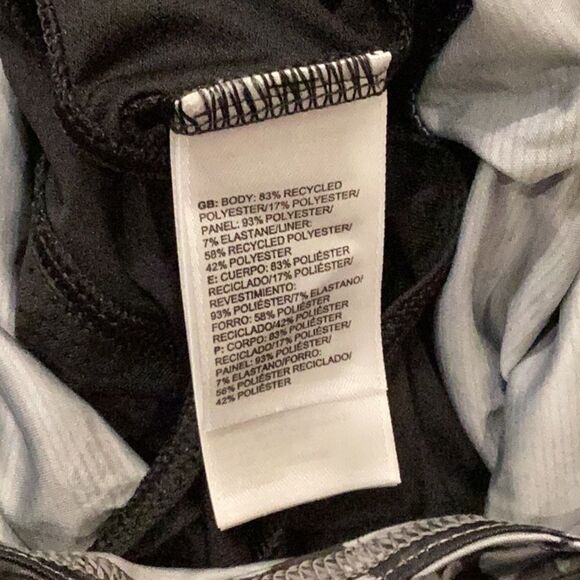 GB: BODY: 83% RECYCLED
POLYESTER/17% POLYESTER/
PANEL: 93% POLYESTER/
7% ELASTANE/LINER:
58% RECYCLED POLYESTER/
42% POLYESTER
E: CUERPO: 83% POLIÉSTER
RECICLADO/17% POLIÉSTER/
REVESTIMIENTO:
93% POLIÉSTER/7% ELASTANO/
FORRO: 58% POLIÉSTER
RECICLADO/42% POLIÉSTER
P: CORPO: 83% POLIÉSTER
RECICLADO/17% POLIÉSTER/
PAINEL: 93% POLIÉSTER/
7% ELASTANO/FORRO:
58% POLIÉSTER RECICLADO/
42% POLIÉSTER